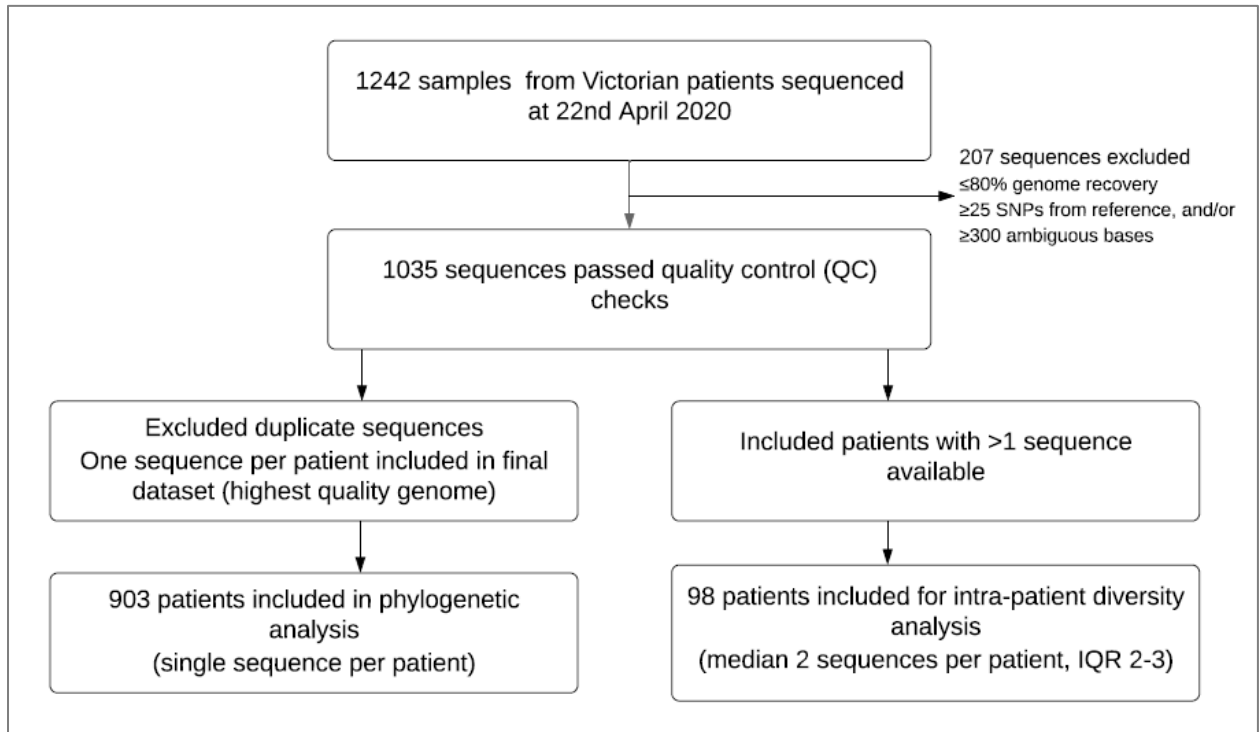 1242 samples from Victorian patients sequenced
at 22nd April 2020
207 sequences excluded
≤80% genome recovery
≥25 SNPs from reference, and/or
≥300 ambiguous bases
1035 sequences passed quality control (QC)
checks
Excluded duplicate sequences
One sequence per patient included in final
dataset (highest quality genome)
Included patients with >1 sequence
available
903 patients included in phylogenetic
analysis
(single sequence per patient)
98 patients included for intra-patient diversity
analysis
(median 2 sequences per patient, IQR 2-3)